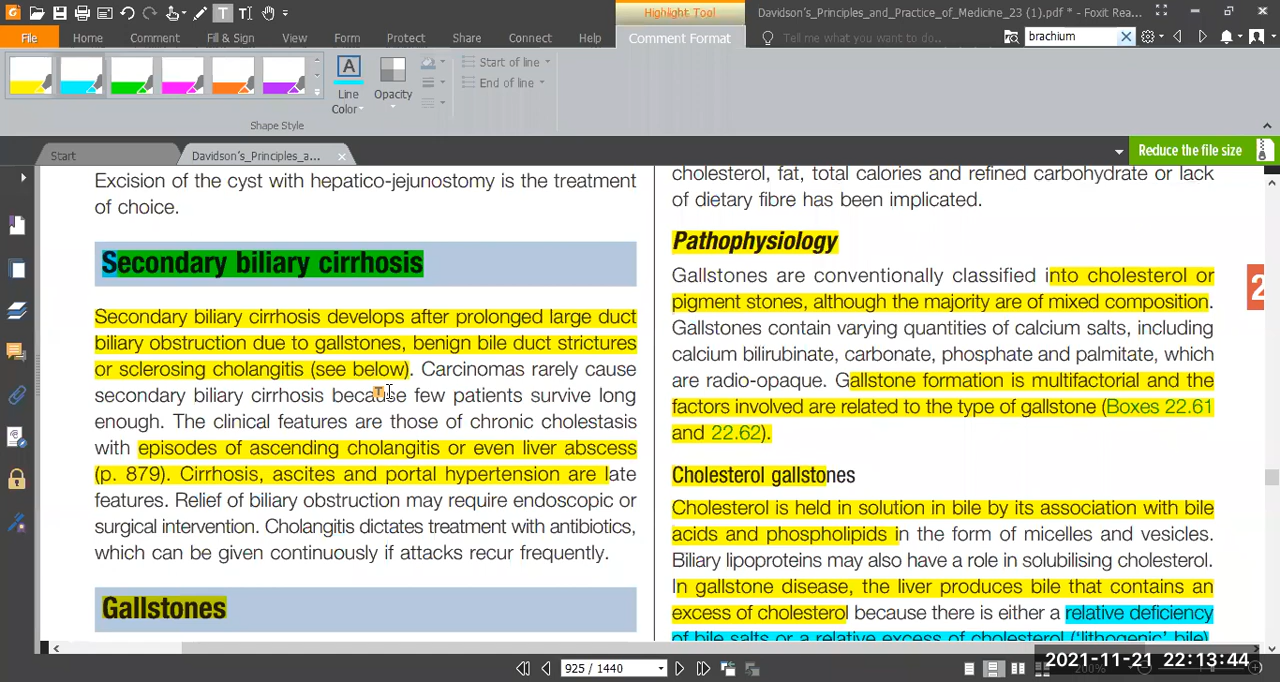 Highlight Tool
Davidson's_Principles_and_Practice_of_Medicine_23 (1).pdf * - Foxit Rea...
File
Home
Comment
Fill & Sign
View
Form
Protect
Share
Connect
Help
Comment Format
Tell me what you want to do..
brachium
Line
Color
Opacity
Start of line
End of line
Shape Style
Start
Davidson's_Principles_a...
Reduce the file size
Excision of the cyst with hepatico-jejunostomy is the treatment
of choice.
Secondary biliary cirrhosis
Secondary biliary cirrhosis develops after prolonged large duct
biliary obstruction due to gallstones, benign bile duct strictures
or sclerosing cholangitis (see below). Carcinomas rarely cause
secondary biliary cirrhosis because few patients survive long
enough. The clinical features are those of chronic cholestasis
with episodes of ascending cholangitis or even liver abscess
(p. 879). Cirrhosis, ascites and portal hypertension are late
features. Relief of biliary obstruction may require endoscopic or
surgical intervention. Cholangitis dictates treatment with antibiotics,
which can be given continuously if attacks recur frequently.
Gallstones
cholesterol, fat, total calories and refined carbohydrate or lack
of dietary fibre has been implicated.
Pathophysiology
Gallstones are conventionally classified into cholesterol or
pigment stones, although the majority are of mixed composition.
Gallstones contain varying quantities of calcium salts, including
calcium bilirubinate, carbonate, phosphate and palmitate, which
are radio-opaque. Gallstone formation is multifactorial and the
factors involved are related to the type of gallstone (Boxes 22.61
and 22.62).
Cholesterol gallstones
Cholesterol is held in solution in bile by its association with bile
acids and phospholipids in the form of micelles and vesicles.
Biliary lipoproteins may also have a role in solubilising cholesterol.
In gallstone disease, the liver produces bile that contains an
excess of cholesterol because there is either a relative deficiency
of bile salts or a relative excess of cholesterol ('lithogenic' bile)
2
925 / 1440
2021-11-21 22:13:44